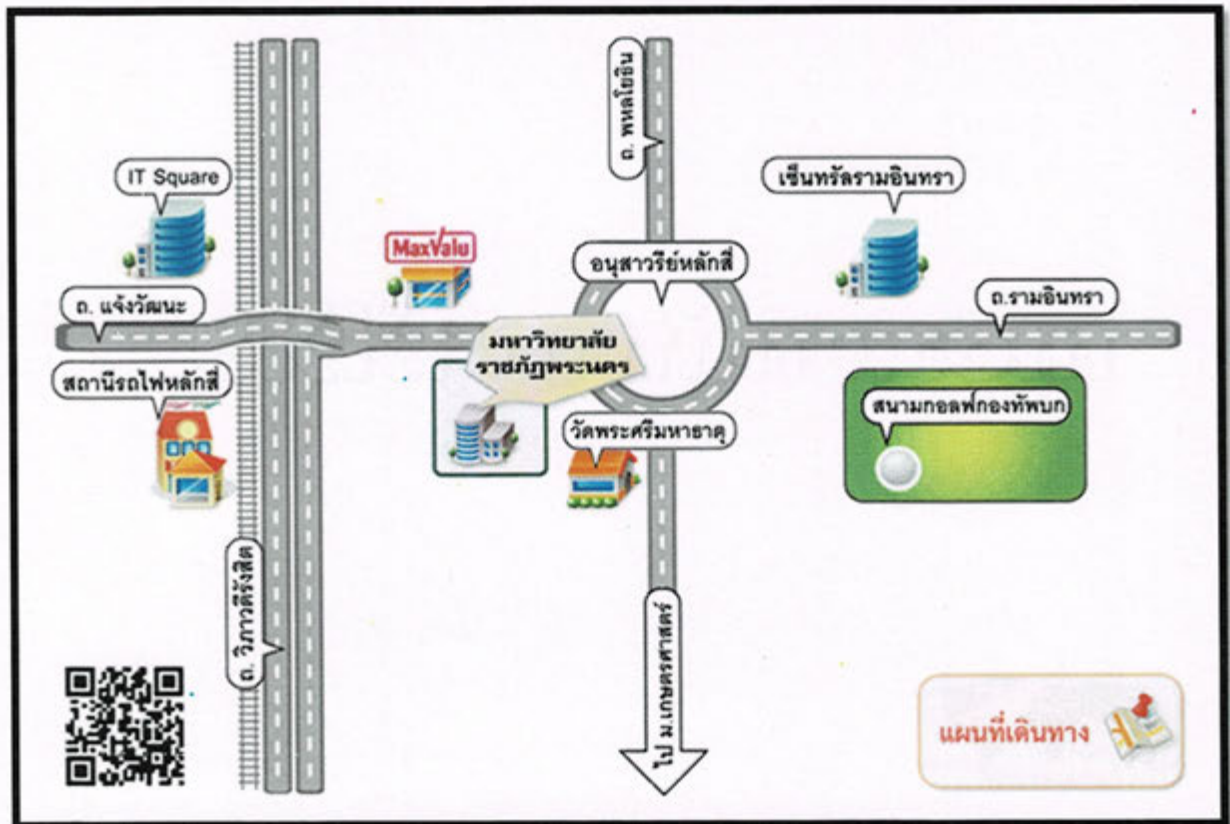 ถ. พหลโยธิน
IT Square
เซ็นทรัลรามอินทรา
MaxValu
อนุสาวรีย์หลักสี่
ถ. แจ้งวัฒนะ
ถ.รามอินทรา
มหาวิทยาลัย
ราชภัฏพระนคร
สถานีรถไฟหลักสี่
สนามกอล์ฟกองทัพบก
วัดพระศรีมหาธาตุ
ถ. วิภาวดีรังสิต
ไป ม.เกษตรศาสตร์
แผนที่เดินทาง